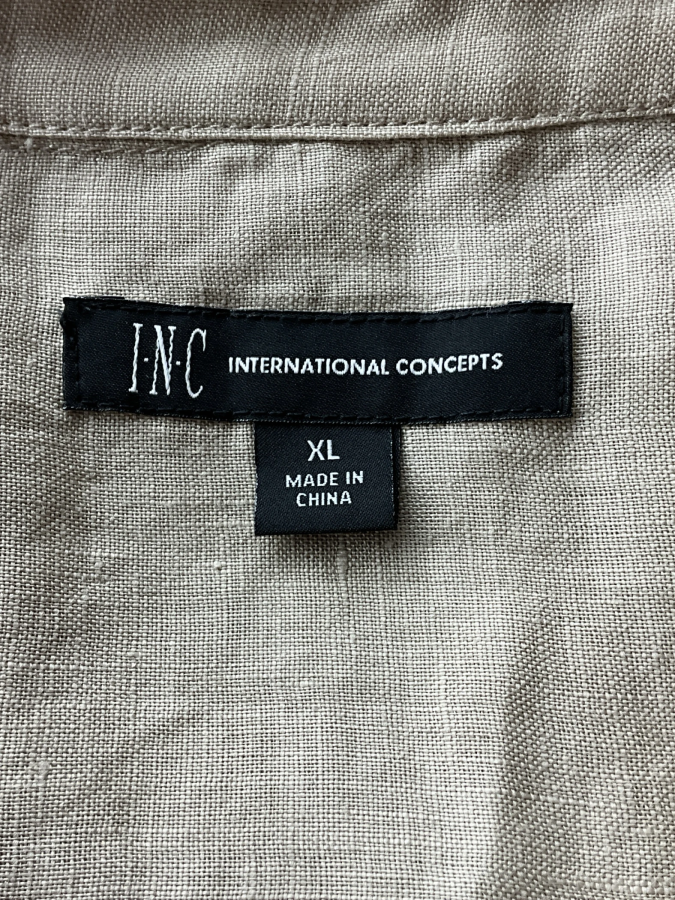 I·N·C INTERNATIONAL CONCEPTS
XL
MADE IN
CHINA